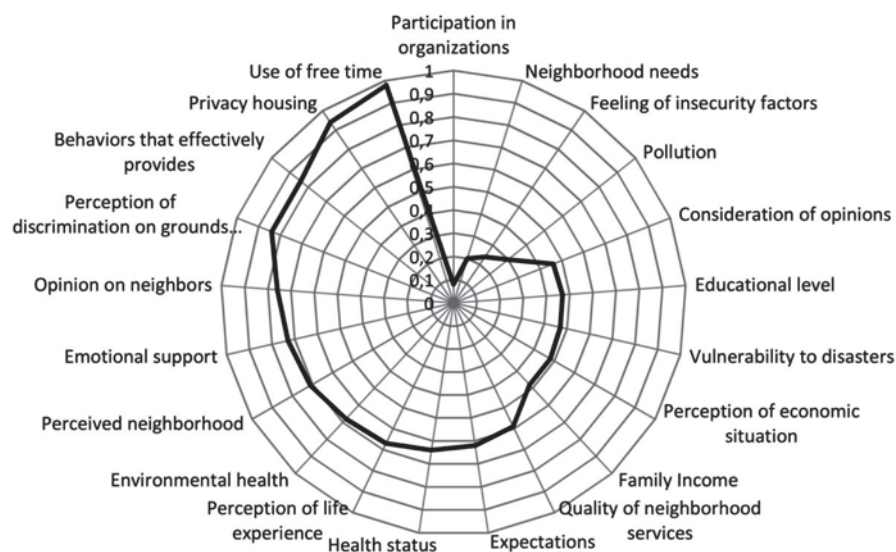 Participation in
organizations
Neighborhood needs
Feeling of insecurity factors
Pollution
Consideration of opinions
Educational level
Vulnerability to disasters
Perception of economic
situation
Family Income
Quality of neighborhood
services
Expectations
Health status
Perception of life
experience
Environmental health
Perceived neighborhood
Emotional support
Opinion on neighbors
Perception of
discrimination on grounds...
Behaviors that effectively
provides
Privacy housing
Use of free time
1
0,9
0,8
0,7
0,6
0,5
0,4
0,3
0,2
0,1
0